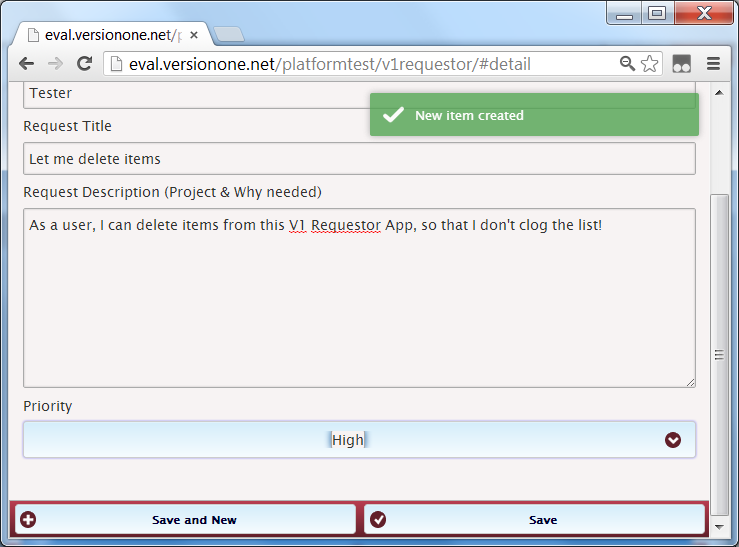 eval.versionone.net/p
eval.versionone.net/platformtest/v1requestor/#detail
Tester
New item created
Request Title
Let me delete items
Request Description (Project & Why needed)
As a user, I can delete items from this V1 Requestor App, so that I don't clog the list!
Priority
High
Save and New
Save